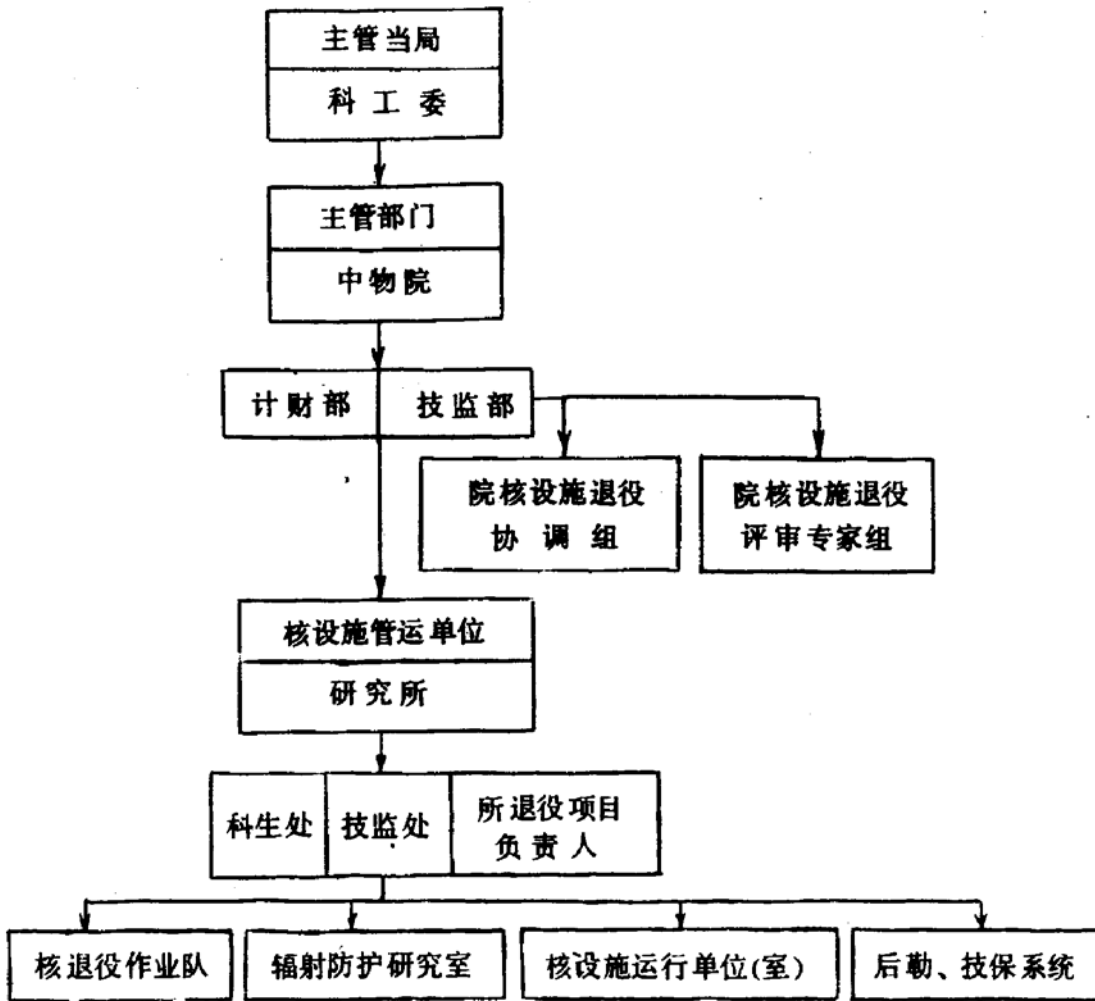 主管当局
科工委
主管部门
中物院
计财部
技监部
院核设施退役
协调组
院核设施退役
评审专家组
核设施管运单位
研究所
科生处
技监处
所退役项目
负责人
核退役作业队
辐射防护研究室
核设施运行单位(室)
后勤、技保系统